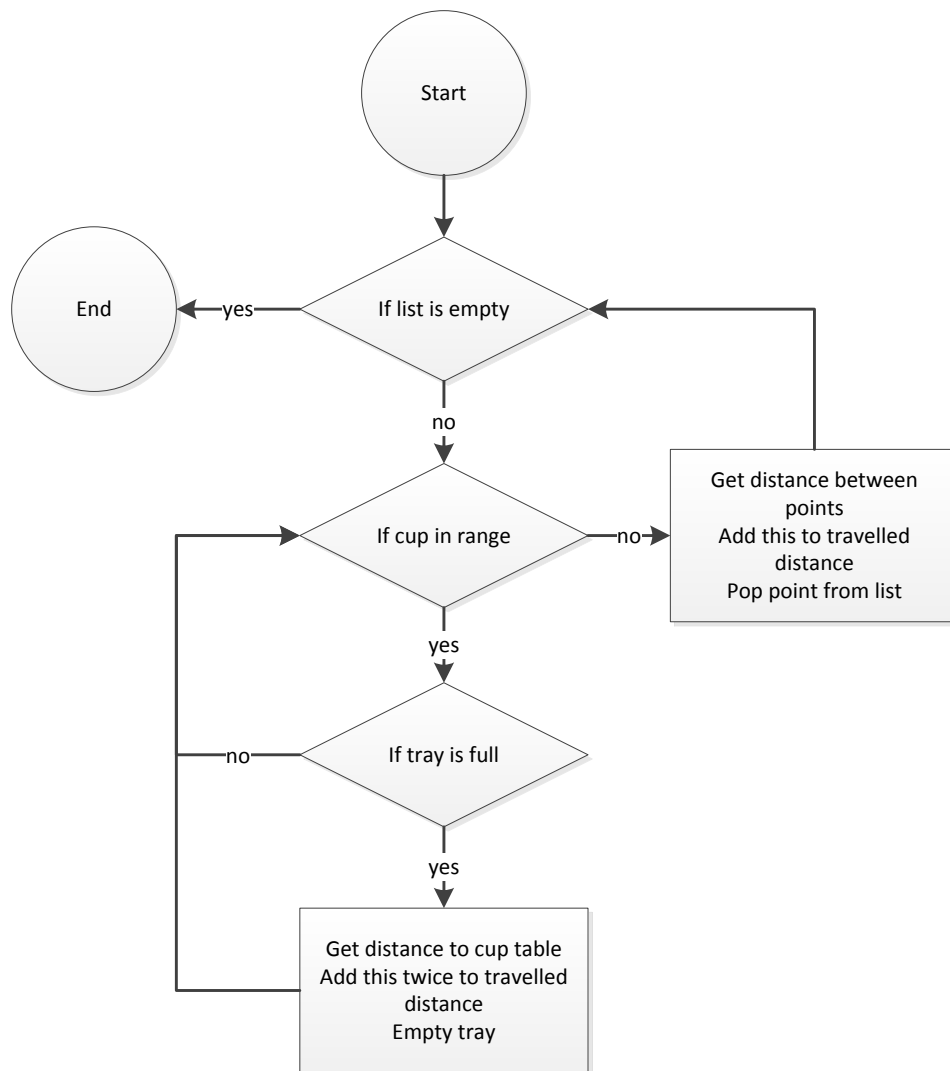 Start
If list is empty
yes
End
no
If cup in range
no
Get distance between
points
Add this to travelled
distance
Pop point from list
yes
If tray is full
no
yes
Get distance to cup table
Add this twice to travelled
distance
Empty tray